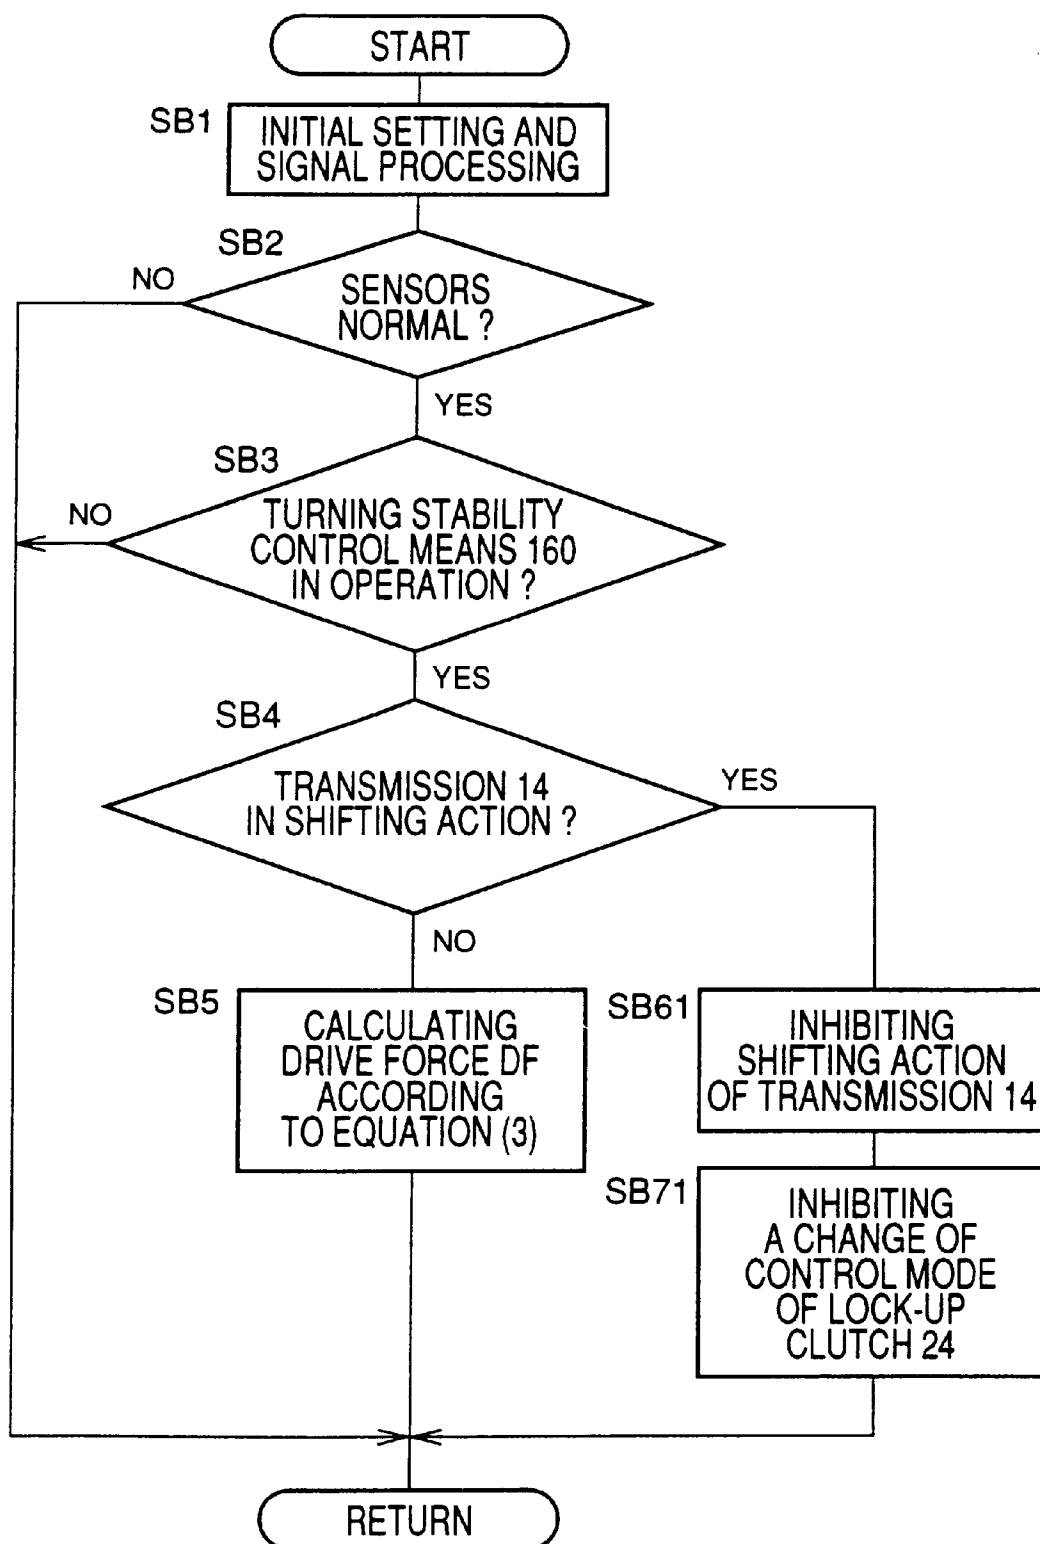 START
SB1
INITIAL SETTING AND
SIGNAL PROCESSING
SB2
NO
SENSORS
NORMAL ?
YES
SB3
NO
TURNING STABILITY
CONTROL MEANS 160
IN OPERATION ?
YES
SB4
TRANSMISSION 14
IN SHIFTING ACTION ?
YES
NO
SB5
CALCULATING
DRIVE FORCE DF
ACCORDING
TO EQUATION (3)
SB61
INHIBITING
SHIFTING ACTION
OF TRANSMISSION 14
SB71
INHIBITING
A CHANGE OF
CONTROL MODE
OF LOCK-UP
CLUTCH 24
RETURN